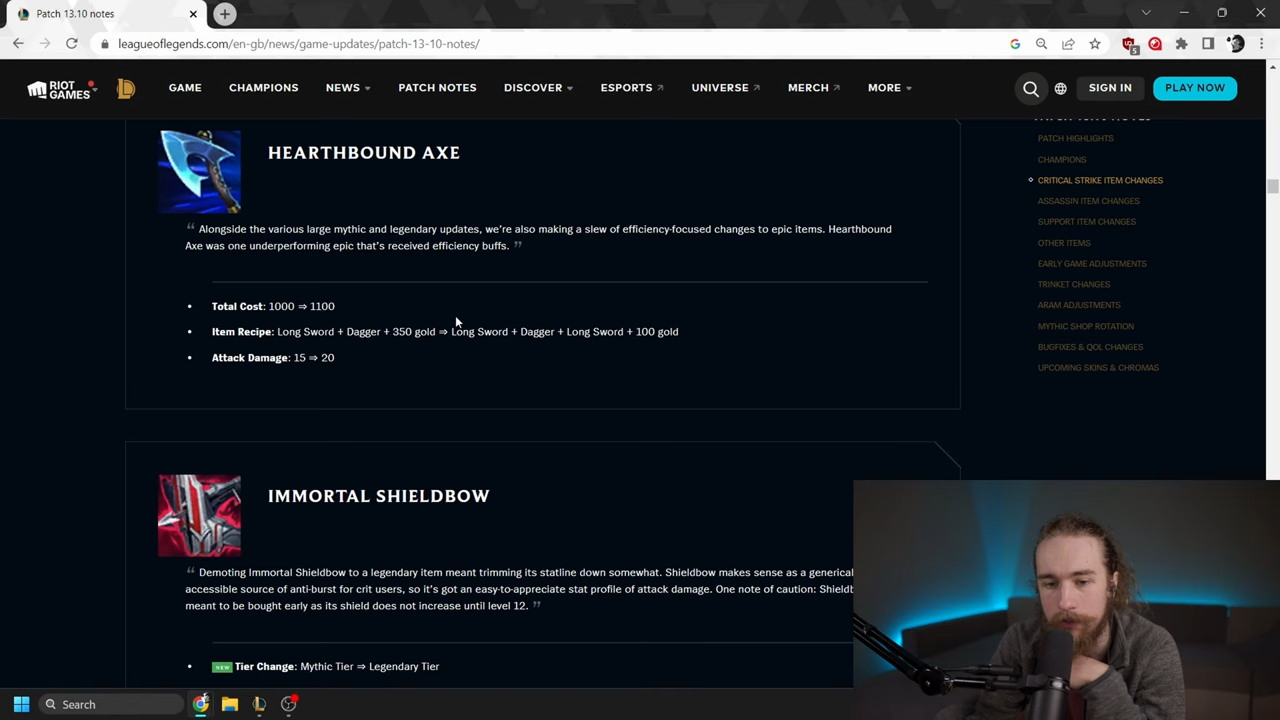 Patch 13.10 notes
leagueoflegends.com/en-gb/news/game-updates/patch-13-10-notes/
5
RIOT GAMES
GAME
CHAMPIONS
NEWS
PATCH NOTES
DISCOVER
ESPORTS
UNIVERSE
MERCH
MORE
SIGN IN
PLAY NOW
HEARTHBOUND AXE
“ Alongside the various large mythic and legendary updates, we’re also making a slew of efficiency-focused changes to epic items. Hearthbound
Axe was one underperforming epic that’s received efficiency buffs. ”
• Total Cost: 1000 ⇒ 1100
• Item Recipe: Long Sword + Dagger + 350 gold ⇒ Long Sword + Dagger + Long Sword + 100 gold
• Attack Damage: 15 ⇒ 20
IMMORTAL SHIELDBOW
“ Demoting Immortal Shieldbow to a legendary item meant trimming its statline down somewhat. Shieldbow makes sense as a generical
accessible source of anti-burst for crit users, so it’s got an easy-to-appreciate stat profile of attack damage. One note of caution: Shieldb
meant to be bought early as its shield does not increase until level 12. ”
• NEW Tier Change: Mythic Tier ⇒ Legendary Tier
PATCH HIGHLIGHTS
CHAMPIONS
CRITICAL STRIKE ITEM CHANGES
ASSASSIN ITEM CHANGES
SUPPORT ITEM CHANGES
OTHER ITEMS
EARLY GAME ADJUSTMENTS
TRINKET CHANGES
ARAM ADJUSTMENTS
MYTHIC SHOP ROTATION
BUGFIXES & QOL CHANGES
UPCOMING SKINS & CHROMAS
Search